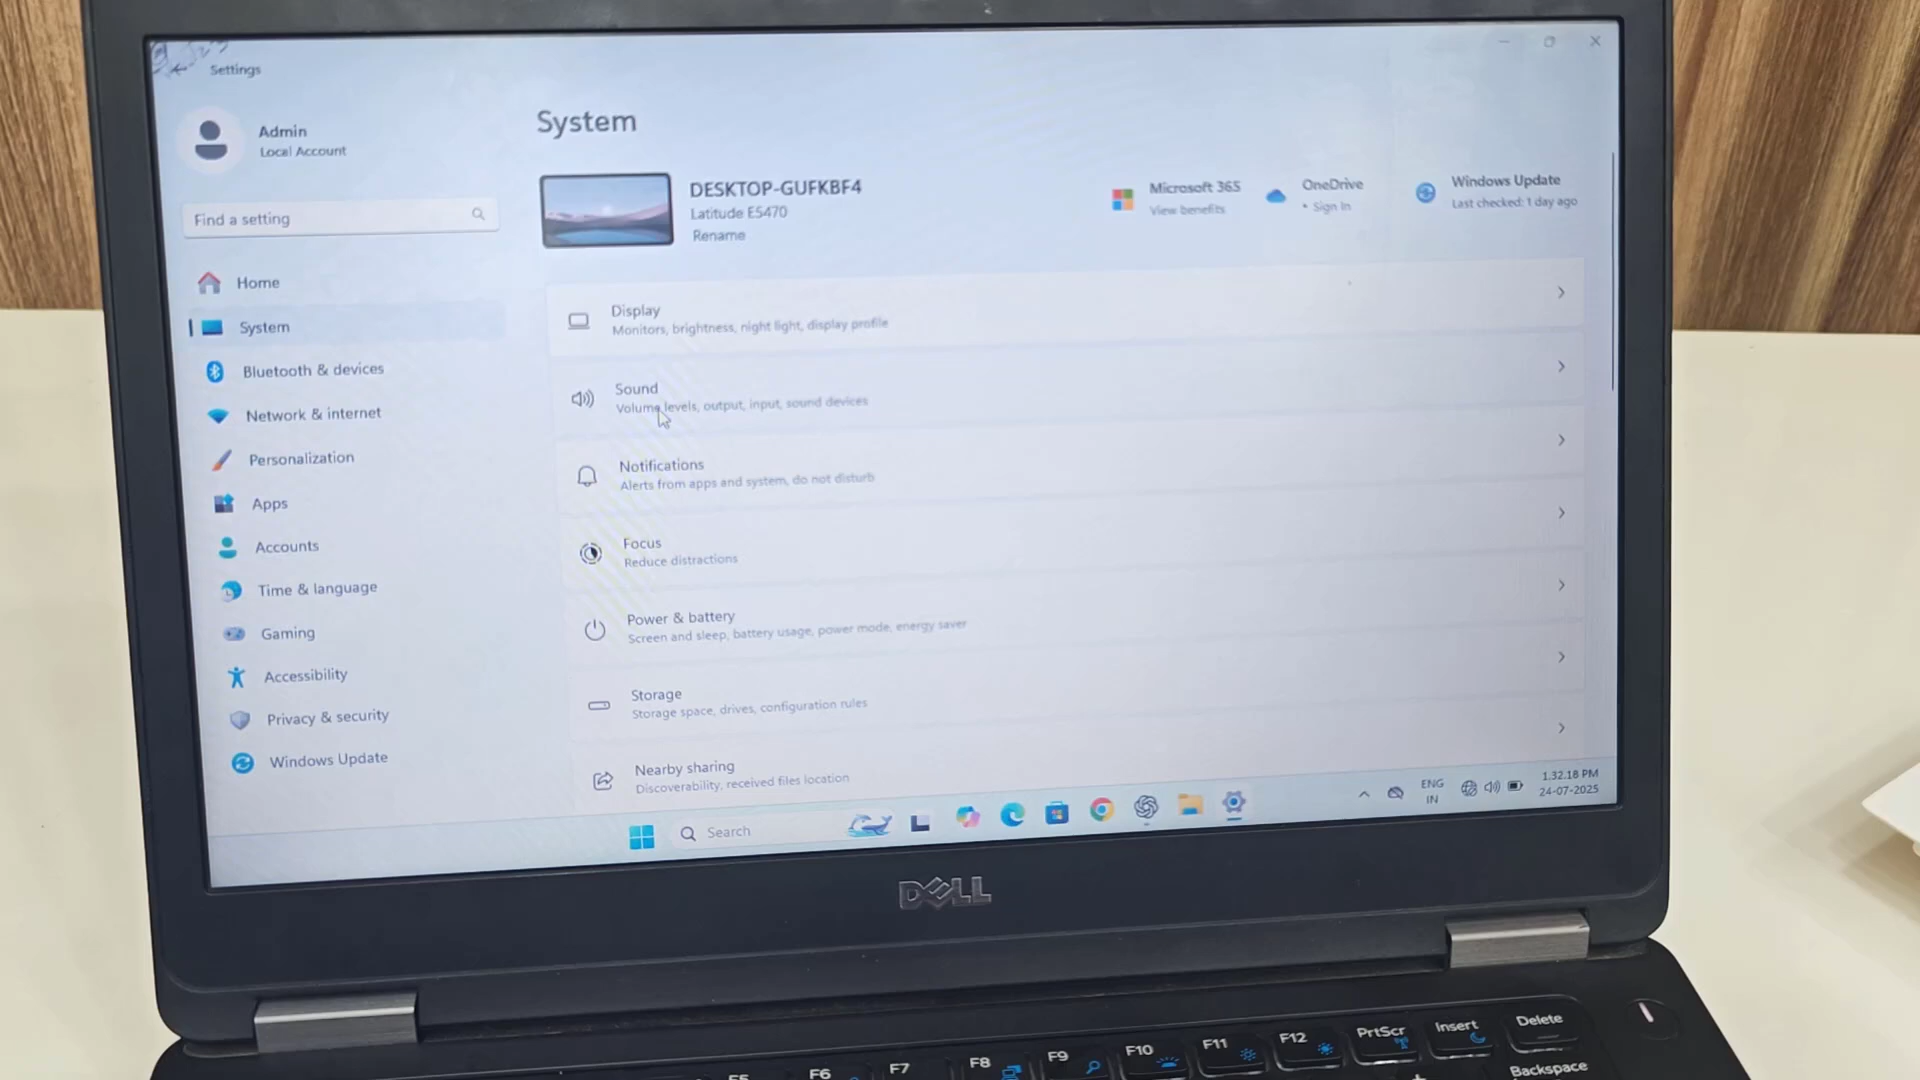 Settings
Admin
Local Account
Find a setting
Home
System
Bluetooth & devices
Network & internet
Personalization
Apps
Accounts
Time & language
Gaming
Accessibility
Privacy & security
Windows Update
System
DESKTOP-GUFKBF4
Latitude E5470
Rename
Microsoft 365
View benefits
OneDrive
• Sign In
Windows Update
Last checked: 1 day ago
Display
Monitors, brightness, night light, display profile
Sound
Volume levels, output, input, sound devices
Notifications
Alerts from apps and system, do not disturb
Focus
Reduce distractions
Power & battery
Screen and sleep, battery usage, power mode, energy saver
Storage
Storage space, drives, configuration rules
Nearby sharing
Discoverability, received files location
Search
ENG
IN
1.32.18 PM
24-07-2025
DELL
F5
F6
F7
F8
F9
F10
F11
F12
PrtScr
Insert
Delete
Backspace